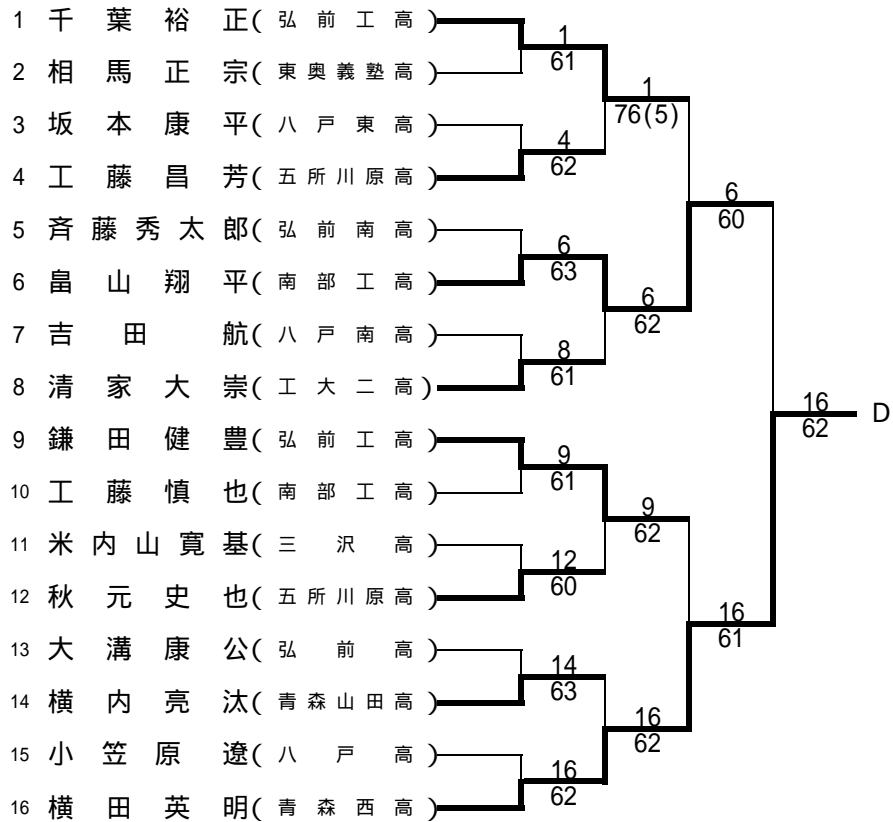 1 千葉裕正(弘前工高)
2 相馬正宗(東奥義塾高)
3 坂本康平(八戸東高)
4 工藤昌芳(五所川原高)
5 斉藤秀太郎(弘前南高)
6 畠山翔平(南部工高)
7 吉田航(八戸南高)
8 清家大崇(工大二高)
9 鎌田健豊(弘前工高)
10 工藤慎也(南部工高)
11 米内山寛基(三沢高)
12 秋元史也(五所川原高)
13 大溝康公(弘前高)
14 横内亮汰(青森山田高)
15 小笠原遼(八戸高)
16 横田英明(青森西高)
1
61
4
62
6
63
8
61
9
61
12
60
14
63
16
62
1
76(5)
6
62
9
62
16
62
6
60
16
61
16
62
D